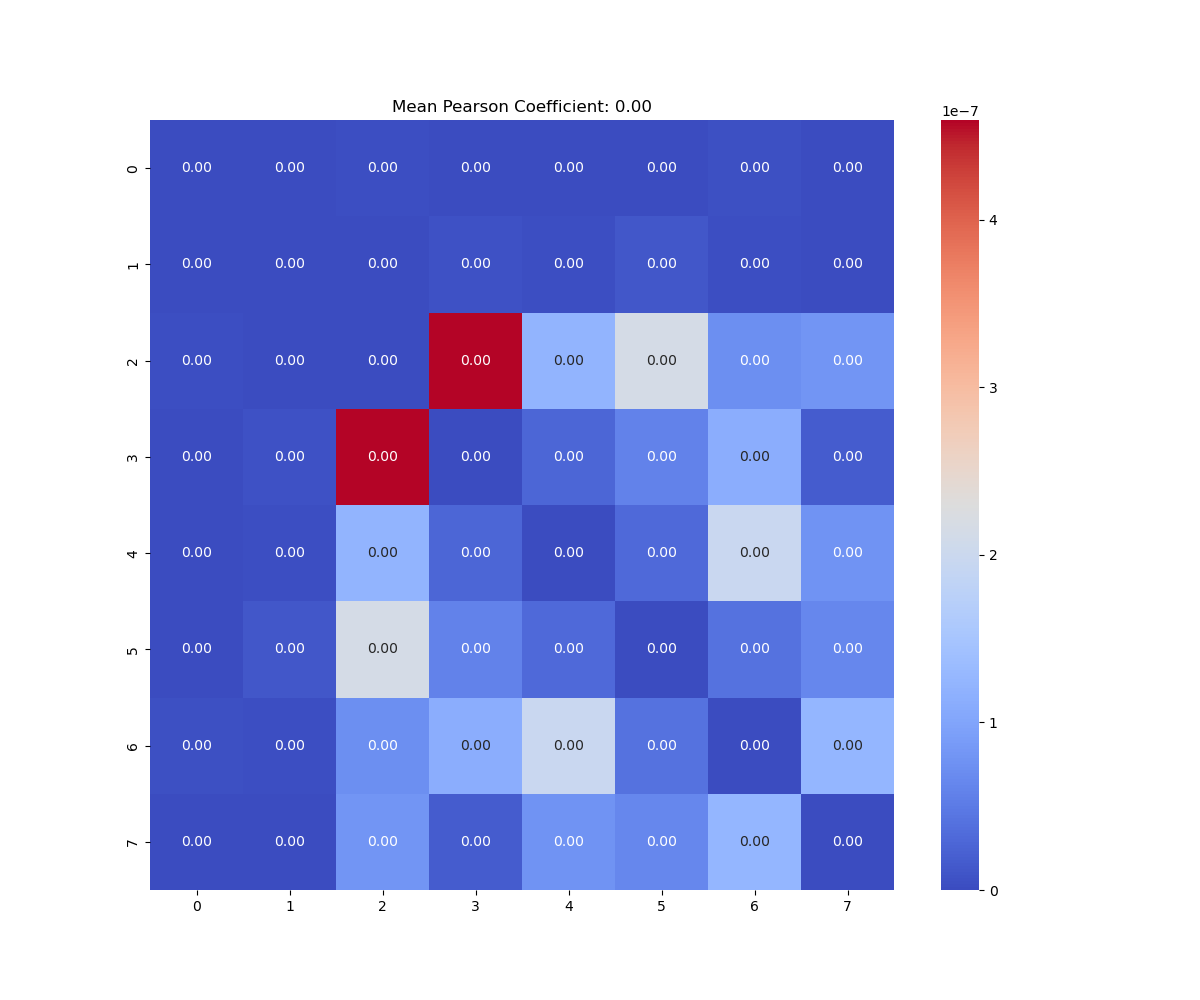 Mean Pearson Coefficient: 0.00
1e−7
0 0.00 0.00 0.00 0.00 0.00 0.00 0.00 0.00
1 0.00 0.00 0.00 0.00 0.00 0.00 0.00 0.00
2 0.00 0.00 0.00 0.00 0.00 0.00 0.00 0.00
3 0.00 0.00 0.00 0.00 0.00 0.00 0.00 0.00
4 0.00 0.00 0.00 0.00 0.00 0.00 0.00 0.00
5 0.00 0.00 0.00 0.00 0.00 0.00 0.00 0.00
6 0.00 0.00 0.00 0.00 0.00 0.00 0.00 0.00
7 0.00 0.00 0.00 0.00 0.00 0.00 0.00 0.00
0 1 2 3 4 5 6 7
4
3
2
1
0